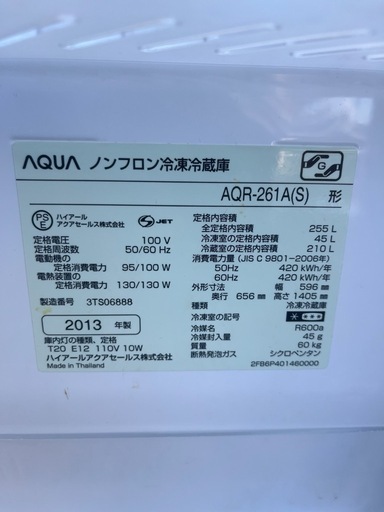 AQUA ノンフロン冷凍冷蔵庫
G
AQR-261A(S) 形
PSE ハイアール アクアセールス株式会社 S-JET
定格電圧 100 V
定格周波数 50/60 Hz
電動機の
定格消費電力 95/100 W
電熱装置の
定格消費電力 130/130 W
製造番号 3TS06888
2013 年製
庫内灯の種類、定格
T20 E12 110V 10W
ハイアールアクアセールス株式会社
Made in Thailand
定格内容積
全定格内容積 255 L
冷凍室の定格内容積 45 L
冷蔵室の定格内容積 210 L
消費電力量 (JIS C 9801-2006年)
50Hz 420 kWh/年
60Hz 420 kWh/年
外形寸法 幅 596 mm
奥行 656 mm 高さ 1405 mm
種類 冷凍冷蔵庫
冷凍室の記号
冷媒名 R600a
冷媒封入量 45 g
質量 60 kg
断熱発泡ガス シクロペンタン
2FB6P401460000